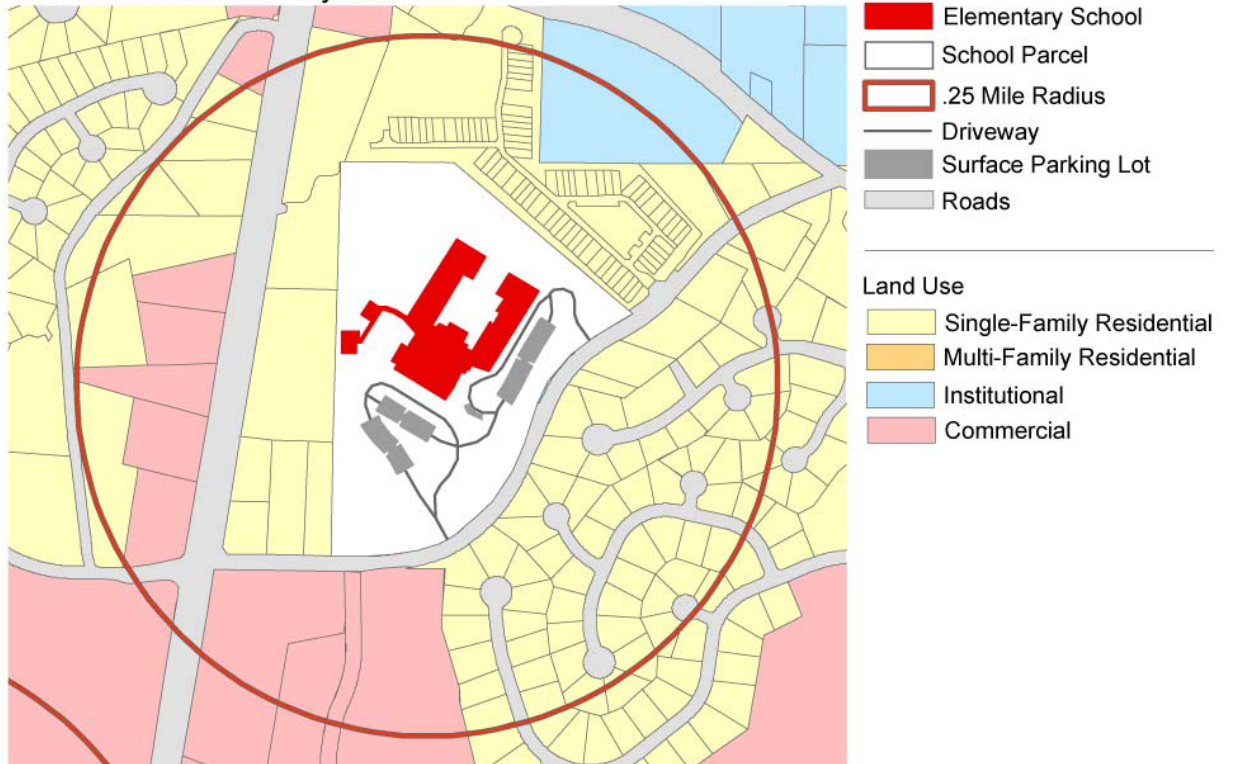 Elementary School
School Parcel
.25 Mile Radius
Driveway
Surface Parking Lot
Roads
Land Use
Single-Family Residential
Multi-Family Residential
Institutional
Commercial